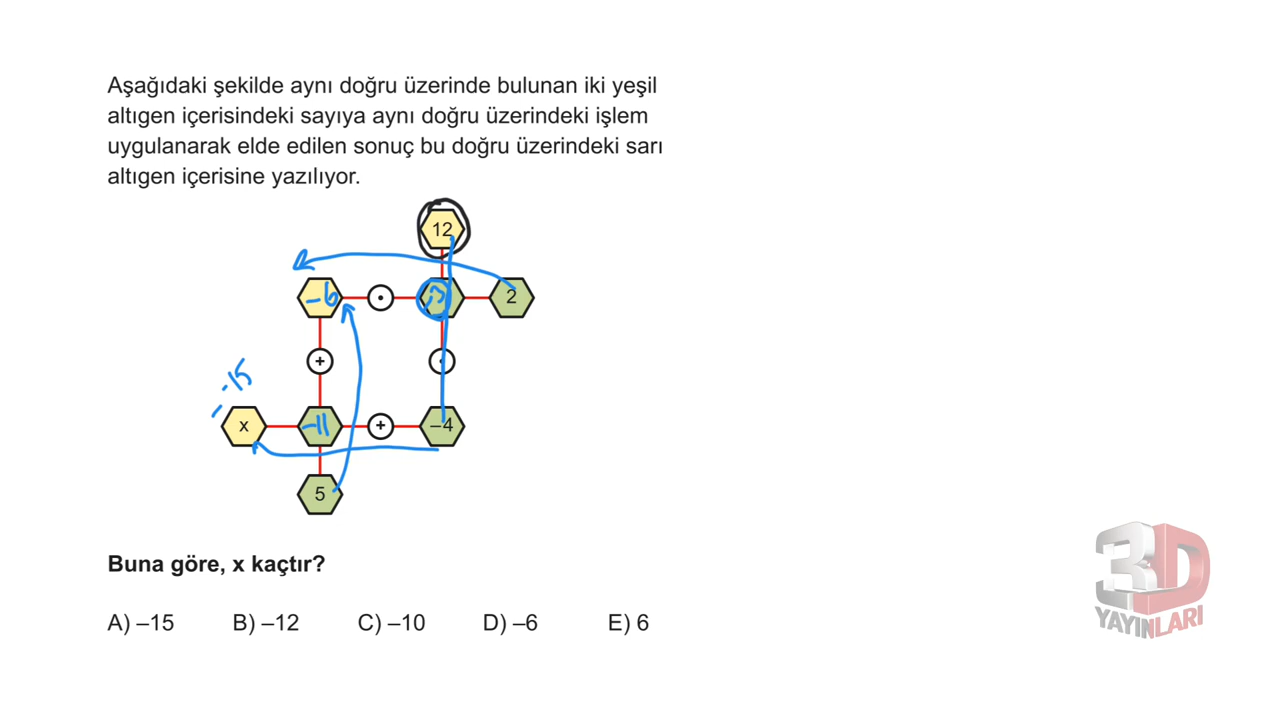 Aşağıdaki şekilde aynı doğru üzerinde bulunan iki yeşil
altıgen içerisindeki sayıya aynı doğru üzerindeki işlem
uygulanarak elde edilen sonuç bu doğru üzerindeki sarı
altıgen içerisine yazılıyor.
12
-6 • -3 2
+ •
-15
x -11 + –4
5
Buna göre, x kaçtır?
A) –15 B) –12 C) –10 D) –6 E) 6
3D
YAYINLARI